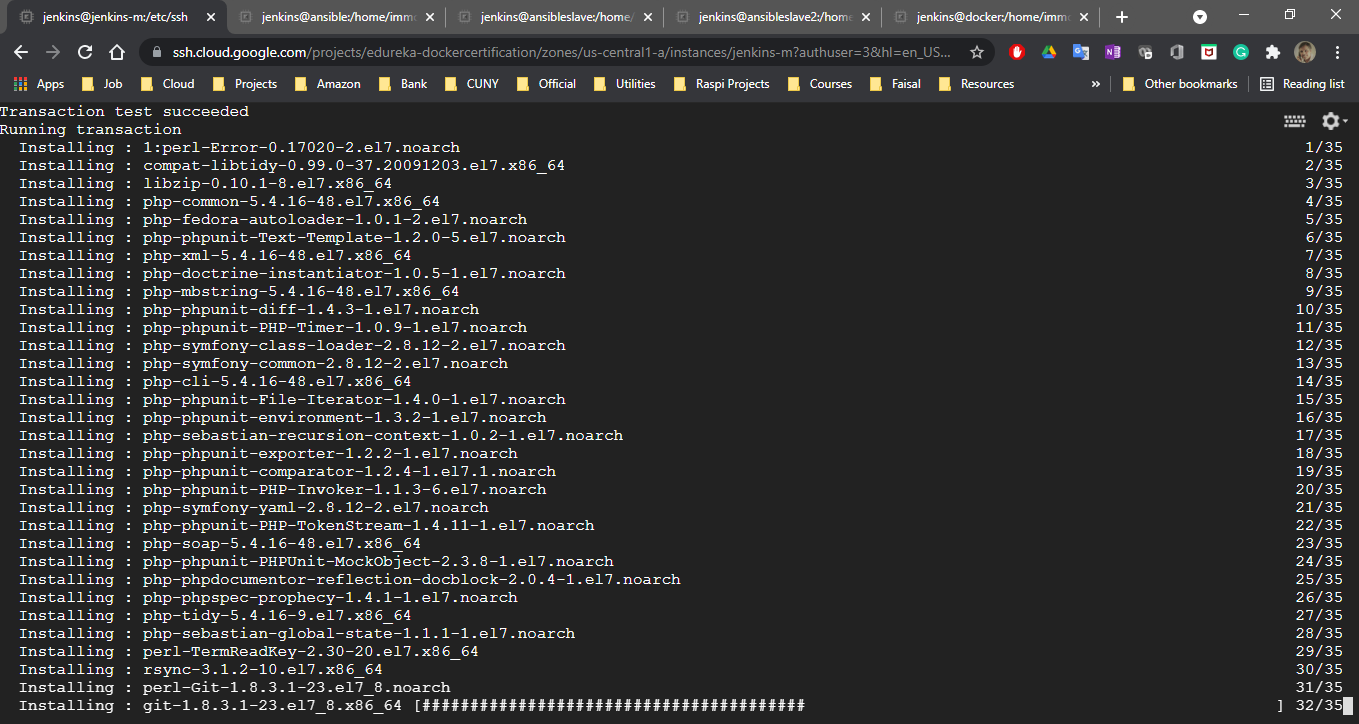 jenkins@jenkins-m:/etc/ssh
jenkins@ansible:/home/immo
jenkins@ansibleslave:/home/
jenkins@ansibleslave2:/home
jenkins@docker:/home/immo
ssh.cloud.google.com/projects/edureka-dockercertification/zones/us-central1-a/instances/jenkins-m?authuser=3&hl=en_US...
Apps Job Cloud Projects Amazon Bank CUNY Official Utilities Raspi Projects Courses Faisal Resources » Other bookmarks Reading list
Transaction test succeeded
Running transaction
Installing : 1:perl-Error-0.17020-2.el7.noarch 1/35
Installing : compat-libtidy-0.99.0-37.20091203.el7.x86_64 2/35
Installing : libzip-0.10.1-8.el7.x86_64 3/35
Installing : php-common-5.4.16-48.el7.x86_64 4/35
Installing : php-fedora-autoloader-1.0.1-2.el7.noarch 5/35
Installing : php-phpunit-Text-Template-1.2.0-5.el7.noarch 6/35
Installing : php-xml-5.4.16-48.el7.x86_64 7/35
Installing : php-doctrine-instantiator-1.0.5-1.el7.noarch 8/35
Installing : php-mbstring-5.4.16-48.el7.x86_64 9/35
Installing : php-phpunit-diff-1.4.3-1.el7.noarch 10/35
Installing : php-phpunit-PHP-Timer-1.0.9-1.el7.noarch 11/35
Installing : php-symfony-class-loader-2.8.12-2.el7.noarch 12/35
Installing : php-symfony-common-2.8.12-2.el7.noarch 13/35
Installing : php-cli-5.4.16-48.el7.x86_64 14/35
Installing : php-phpunit-File-Iterator-1.4.0-1.el7.noarch 15/35
Installing : php-phpunit-environment-1.3.2-1.el7.noarch 16/35
Installing : php-sebastian-recursion-context-1.0.2-1.el7.noarch 17/35
Installing : php-phpunit-exporter-1.2.2-1.el7.noarch 18/35
Installing : php-phpunit-comparator-1.2.4-1.el7.1.noarch 19/35
Installing : php-phpunit-PHP-Invoker-1.1.3-6.el7.noarch 20/35
Installing : php-symfony-yaml-2.8.12-2.el7.noarch 21/35
Installing : php-phpunit-PHP-TokenStream-1.4.11-1.el7.noarch 22/35
Installing : php-soap-5.4.16-48.el7.x86_64 23/35
Installing : php-phpunit-PHPUnit-MockObject-2.3.8-1.el7.noarch 24/35
Installing : php-phpdocumentor-reflection-docblock-2.0.4-1.el7.noarch 25/35
Installing : php-phpspec-prophecy-1.4.1-1.el7.noarch 26/35
Installing : php-tidy-5.4.16-9.el7.x86_64 27/35
Installing : php-sebastian-global-state-1.1.1-1.el7.noarch 28/35
Installing : perl-TermReadKey-2.30-20.el7.x86_64 29/35
Installing : rsync-3.1.2-10.el7.x86_64 30/35
Installing : perl-Git-1.8.3.1-23.el7_8.noarch 31/35
Installing : git-1.8.3.1-23.el7_8.x86_64 [######################################## ] 32/35